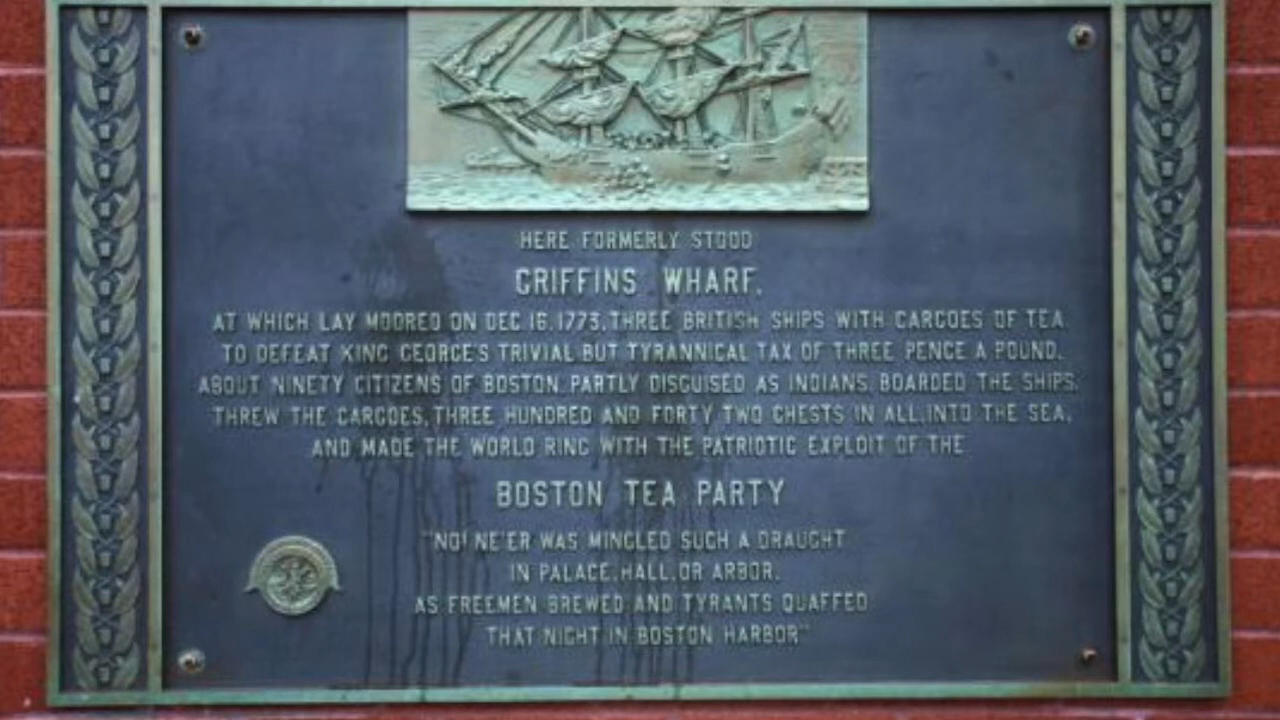 HERE FORMERLY STOOD
GRIFFINS WHARF,
AT WHICH LAY MOORED ON DEC 16, 1773, THREE BRITISH SHIPS WITH CARGOES OF TEA.
TO DEFEAT KING GEORGE'S TRIVIAL BUT TYRANNICAL TAX OF THREE PENCE A POUND,
ABOUT NINETY CITIZENS OF BOSTON PARTLY DISGUISED AS INDIANS, BOARDED THE SHIPS,
THREW THE CARGOES, THREE HUNDRED AND FORTY TWO CHESTS IN ALL, INTO THE SEA,
AND MADE THE WORLD RING WITH THE PATRIOTIC EXPLOIT OF THE
BOSTON TEA PARTY
"NO! NE'ER WAS MINGLED SUCH A DRAUGHT
IN PALACE, HALL, OR ARBOR,
AS FREEMEN BREWED AND TYRANTS QUAFFED
THAT NIGHT IN BOSTON HARBOR"